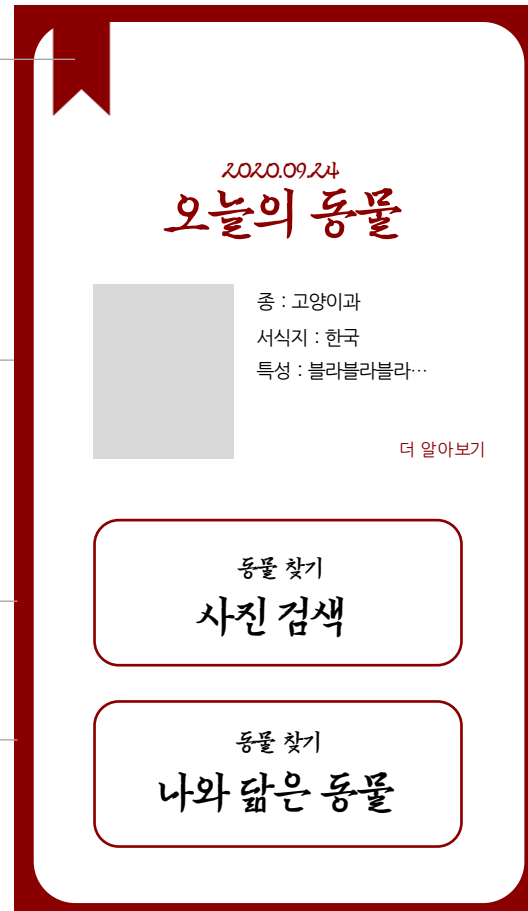 2020.09.24
오늘의 동물
종 : 고양이과
서식지 : 한국
특성 : 블라블라블라…
더 알아보기
동물 찾기
사진 검색
동물 찾기
나와 닮은 동물